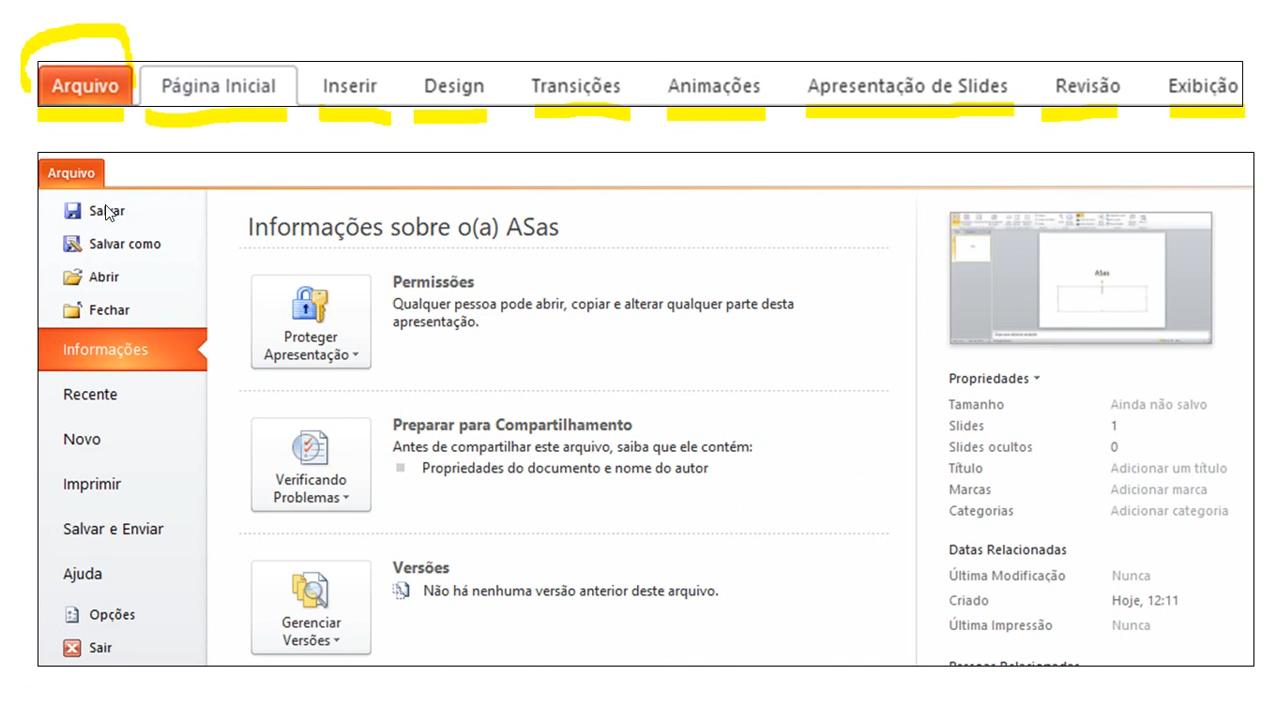 Arquivo Página Inicial Inserir Design Transições Animações Apresentação de Slides Revisão Exibição
Arquivo
Salvar
Salvar como
Abrir
Fechar
Informações
Recente
Novo
Imprimir
Salvar e Enviar
Ajuda
Opções
Sair
Informações sobre o(a) ASas
Proteger
Apresentação
Permissões
Qualquer pessoa pode abrir, copiar e alterar qualquer parte desta
apresentação.
Verificando
Problemas
Preparar para Compartilhamento
Antes de compartilhar este arquivo, saiba que ele contém:
Propriedades do documento e nome do autor
Gerenciar
Versões
Versões
Não há nenhuma versão anterior deste arquivo.
ASas
Propriedades
Tamanho Ainda não salvo
Slides 1
Slides ocultos 0
Título Adicionar um título
Marcas Adicionar marca
Categorias Adicionar categoria
Datas Relacionadas
Última Modificação Nunca
Criado Hoje, 12:11
Última Impressão Nunca